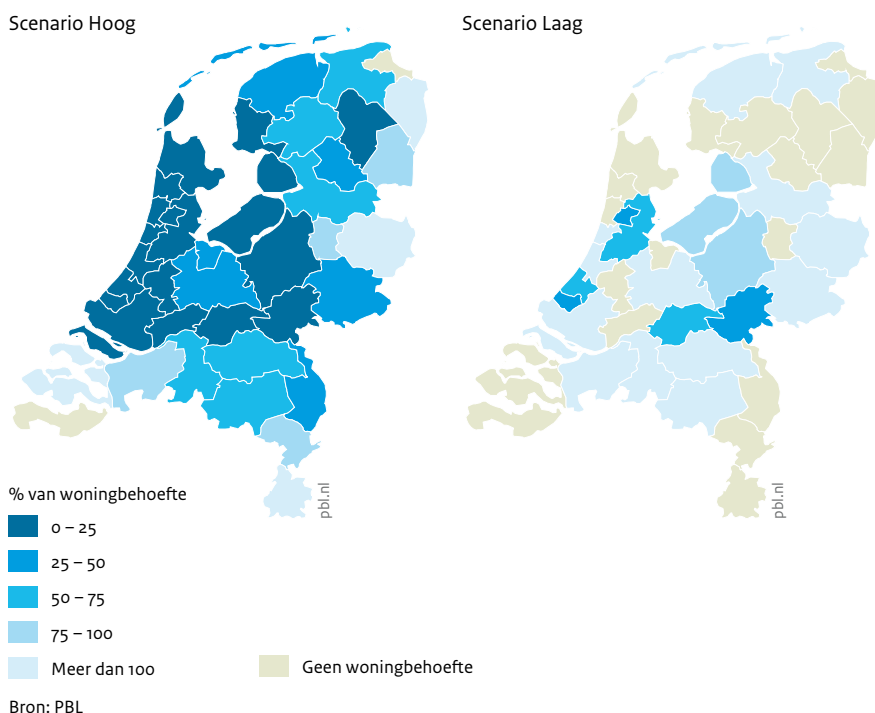 Scenario Hoog
Scenario Laag
% van woningbehoefte
0 – 25
25 – 50
50 – 75
75 – 100
Meer dan 100
Geen woningbehoefte
pbl.nl
pbl.nl
Bron: PBL